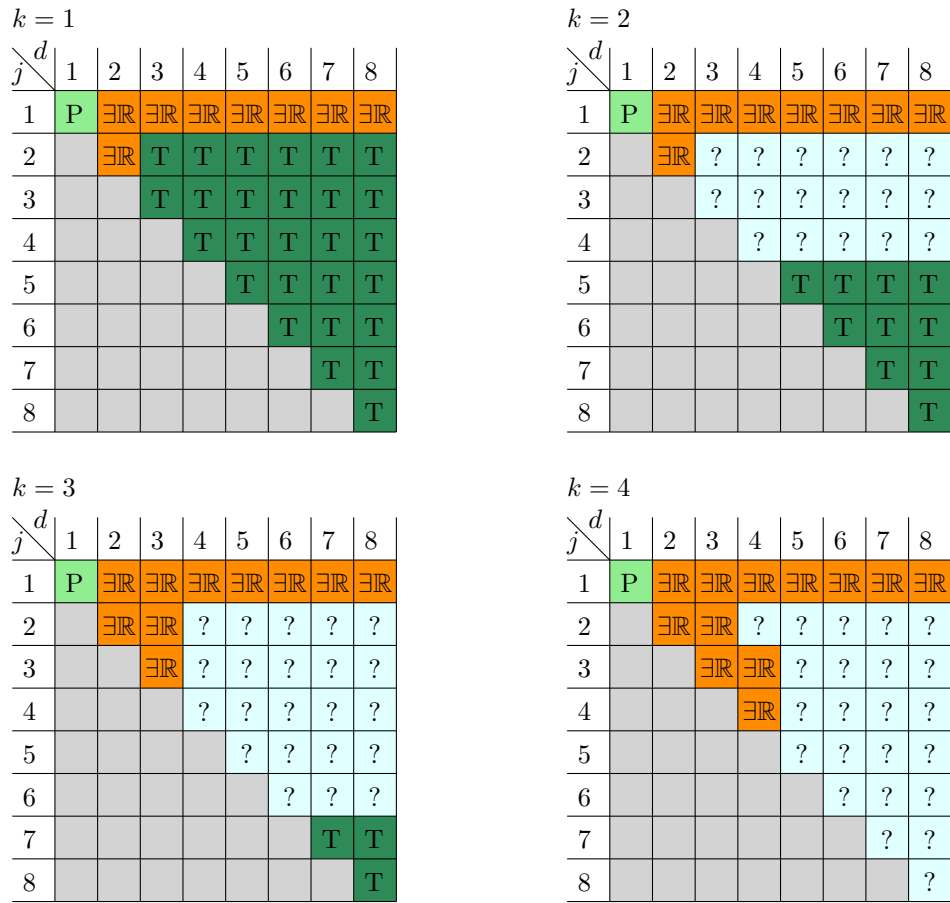 k = 1 k = 2
j d 1 2 3 4 5 6 7 8 j d 1 2 3 4 5 6 7 8
1 P ∃ℝ ∃ℝ ∃ℝ ∃ℝ ∃ℝ ∃ℝ ∃ℝ 1 P ∃ℝ ∃ℝ ∃ℝ ∃ℝ ∃ℝ ∃ℝ ∃ℝ
2 ∃ℝ T T T T T T 2 ∃ℝ ? ? ? ? ? ?
3 T T T T T T 3 ? ? ? ? ? ?
4 T T T T T 4 ? ? ? ? ?
5 T T T T 5 T T T T
6 T T T 6 T T T
7 T T 7 T T
8 T 8 T
k = 3 k = 4
j d 1 2 3 4 5 6 7 8 j d 1 2 3 4 5 6 7 8
1 P ∃ℝ ∃ℝ ∃ℝ ∃ℝ ∃ℝ ∃ℝ ∃ℝ 1 P ∃ℝ ∃ℝ ∃ℝ ∃ℝ ∃ℝ ∃ℝ ∃ℝ
2 ∃ℝ ∃ℝ ? ? ? ? ? 2 ∃ℝ ∃ℝ ? ? ? ? ?
3 ∃ℝ ? ? ? ? ? 3 ∃ℝ ∃ℝ ? ? ? ?
4 ? ? ? ? ? 4 ∃ℝ ? ? ? ?
5 ? ? ? ? 5 ? ? ? ?
6 ? ? ? 6 ? ? ?
7 T T 7 ? ?
8 T 8 ?